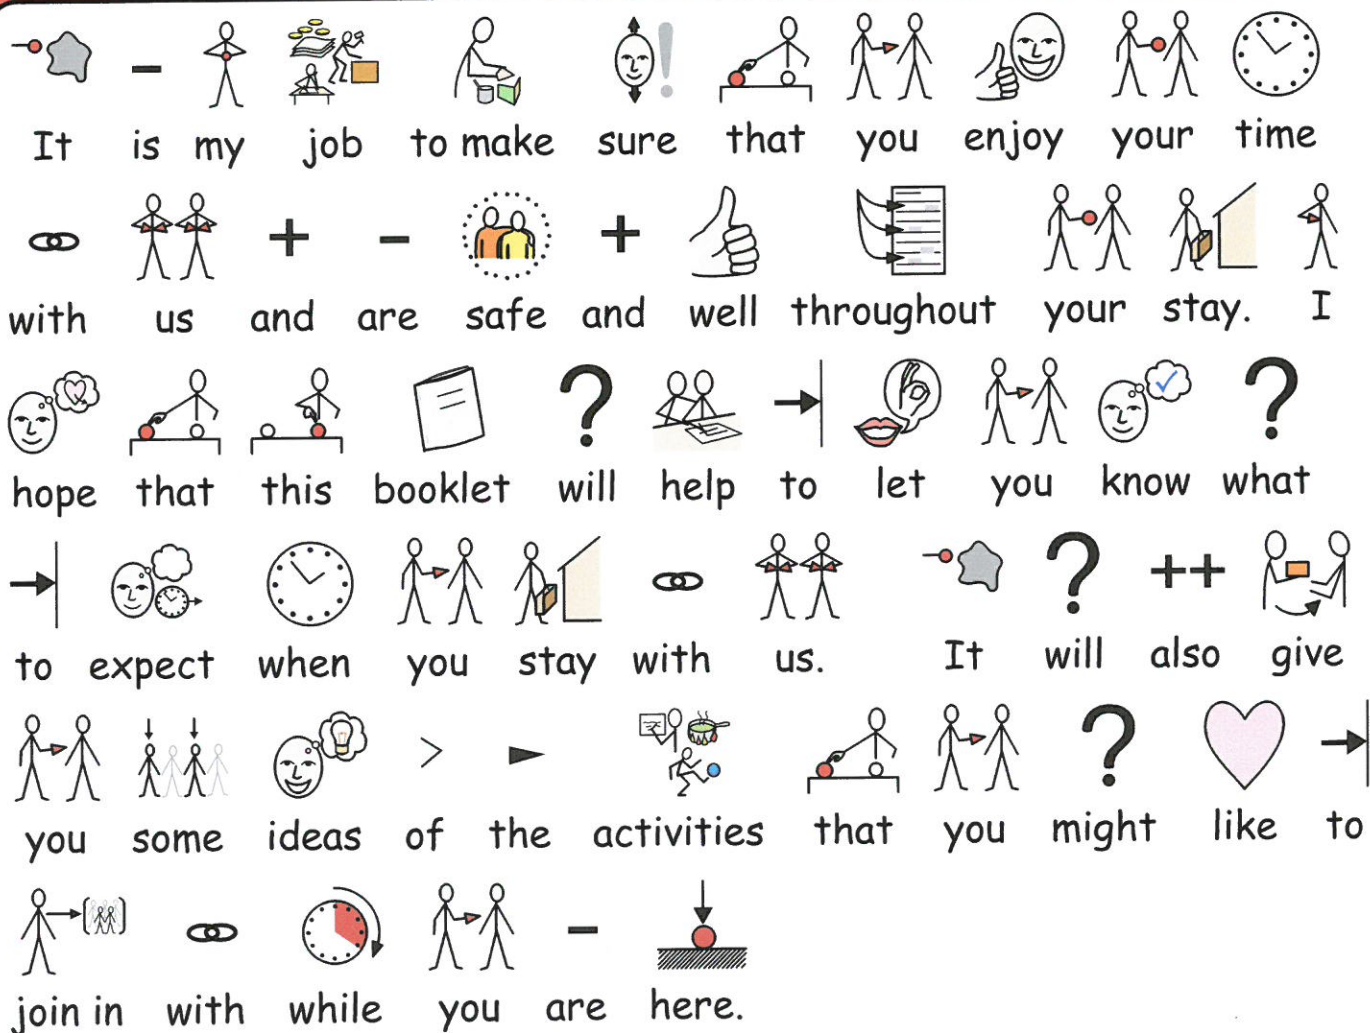 It is my job to make sure that you enjoy your time
with us and are safe and well throughout your stay. I
hope that this booklet will help to let you know what
to expect when you stay with us. It will also give
you some ideas of the activities that you might like to
join in with while you are here.